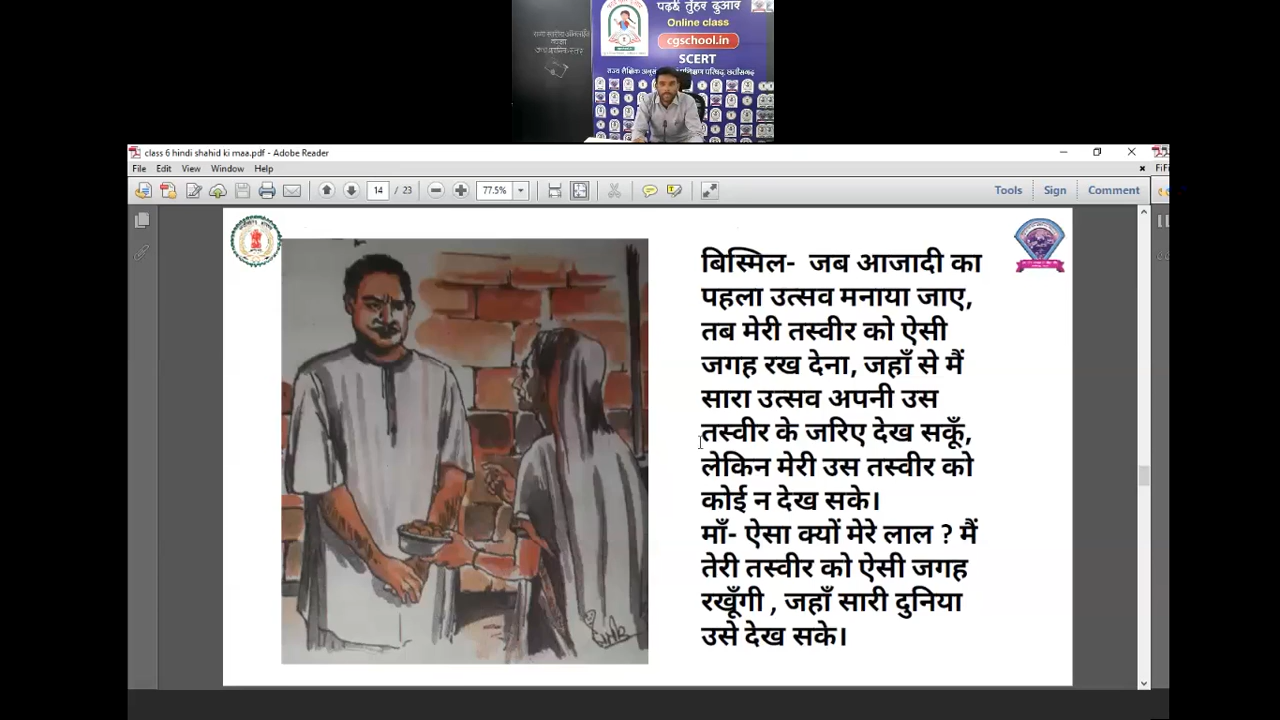 पढ़ई तुंहर दुआर
Online class
cgschool.in
SCERT
class 6 hindi shahid ki maa.pdf - Adobe Reader
File Edit View Window Help
14 / 23 77.5% Tools Sign Comment
बिस्मिल- जब आजादी का
पहला उत्सव मनाया जाए,
तब मेरी तस्वीर को ऐसी
जगह रख देना, जहाँ से मैं
सारा उत्सव अपनी उस
तस्वीर के जरिए देख सकूँ,
लेकिन मेरी उस तस्वीर को
कोई न देख सके।
माँ- ऐसा क्यों मेरे लाल ? मैं
तेरी तस्वीर को ऐसी जगह
रखूँगी , जहाँ सारी दुनिया
उसे देख सके।